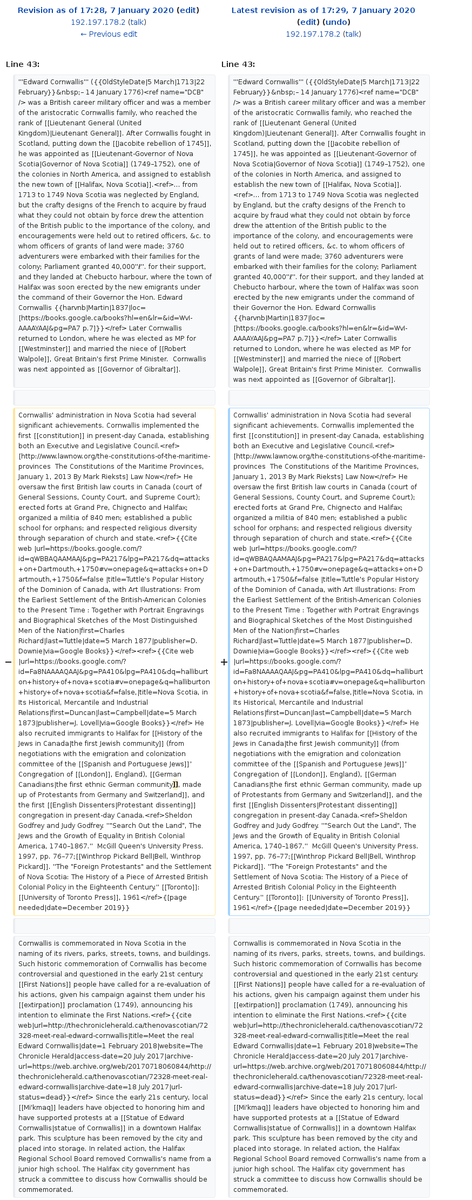 Revision as of 17:28, 7 January 2020 (edit)
192.197.178.2 (talk)
← Previous edit
Line 43:
'''Edward Cornwallis''' ({{OldStyleDate|5 March|1713|22
February}}&nbsp;– 14 January 1776)<ref name="DCB"
/> was a British career military officer and was a member
of the aristocratic Cornwallis family, who reached the
rank of [[Lieutenant General (United
Kingdom)|Lieutenant General]]. After Cornwallis fought in
Scotland, putting down the [[Jacobite rebellion of 1745]],
he was appointed as [[Lieutenant-Governor of Nova
Scotia|Governor of Nova Scotia]] (1749–1752), one of
the colonies in North America, and assigned to establish
the new town of [[Halifax, Nova Scotia]].<ref>... from
1713 to 1749 Nova Scotia was neglected by England,
but the crafty designs of the French to acquire by fraud
what they could not obtain by force drew the attention
of the British public to the importance of the colony, and
encouragements were held out to retired officers, &c. to
whom officers of grants of land were made; 3760
adventurers were embarked with their families for the
colony; Parliament granted 40,000''l''. for their support,
and they landed at Chebucto harbour, where the town of
Halifax was soon erected by the new emigrants under
the command of their Governor the Hon. Edward
Cornwallis {{harvnb|Martin|1837|loc=
[https://books.google.ca/books?hl=en&lr=&id=WvI-
AAAAYAAJ&pg=PA7 p.7]}}</ref> Later Cornwallis
returned to London, where he was elected as MP for
[[Westminster]] and married the niece of [[Robert
Walpole]], Great Britain's first Prime Minister.  Cornwallis
was next appointed as [[Governor of Gibraltar]].
Cornwallis' administration in Nova Scotia had several
significant achievements. Cornwallis implemented the
first [[constitution]] in present-day Canada, establishing
both an Executive and Legislative Council.<ref>
[http://www.lawnow.org/the-constitutions-of-the-maritime-
provinces  The Constitutions of the Maritime Provinces,
January 1, 2013 By Mark Rieksts] Law Now</ref> He
oversaw the first British law courts in Canada (court of
General Sessions, County Court, and Supreme Court);
erected forts at Grand Pre, Chignecto and Halifax;
organized a militia of 840 men; established a public
school for orphans; and respected religious diversity
through separation of church and state.<ref>{{Cite
web |url=https://books.google.com/?
id=qWBBAQAAMAAJ&pg=PA217&lpg=PA217&dq=attacks
+on+Dartmouth,+1750#v=onepage&q=attacks+on+D
artmouth,+1750&f=false |title=Tuttle's Popular History
of the Dominion of Canada, with Art Illustrations: From
the Earliest Settlement of the British-American Colonies
to the Present Time : Together with Portrait Engravings
and Biographical Sketches of the Most Distinguished
Men of the Nation|first=Charles
Richard|last=Tuttle|date=5 March 1877|publisher=D.
Downie|via=Google Books}}</ref><ref>{{Cite web
− |url=https://books.google.com/?
id=Fa8NAAAAQAAJ&pg=PA410&lpg=PA410&dq=halliburt
on+history+of+nova+scotia#v=onepage&q=halliburton
+history+of+nova+scotia&f=false,|title=Nova Scotia, in
Its Historical, Mercantile and Industrial
Relations|first=Duncan|last=Campbell|date=5 March
1873|publisher=J. Lovell|via=Google Books}}</ref> He
also recruited immigrants to Halifax for [[History of the
Jews in Canada|the first Jewish community]] (from
negotiations with the emigration and colonization
committee of the [[Spanish and Portuguese Jews]]'
Congregation of [[London]], England), [[German
Canadians|the first ethnic German community]], made
up of Protestants from Germany and Switzerland]], and
the first [[English Dissenters|Protestant dissenting]]
congregation in present-day Canada.<ref>Sheldon
Godfrey and Judy Godfrey. ''"Search Out the Land", The
Jews and the Growth of Equality in British Colonial
America, 1740–1867.''  McGill Queen's University Press.
1997, pp. 76–77;[[Winthrop Pickard Bell|Bell, Winthrop
Pickard]]. ''The "Foreign Protestants" and the Settlement
of Nova Scotia: The History of a Piece of Arrested British
Colonial Policy in the Eighteenth Century.'' [[Toronto]]:
[[University of Toronto Press]], 1961</ref>{{page
needed|date=December 2019}}
Cornwallis is commemorated in Nova Scotia in the
naming of its rivers, parks, streets, towns, and buildings.
Such historic commemoration of Cornwallis has become
controversial and questioned in the early 21st century.
[[First Nations]] people have called for a re-evaluation of
his actions, given his campaign against them under his
[[extirpation]] proclamation (1749), announcing his
intention to eliminate the First Nations.<ref>{{cite
web|url=http://thechronicleherald.ca/thenovascotian/72
328-meet-real-edward-cornwallis|title=Meet the real
Edward Cornwallis|date=1 February 2018|website=The
Chronicle Herald|access-date=20 July 2017|archive-
url=https://web.archive.org/web/20170718060844/http:/
/thechronicleherald.ca/thenovascotian/72328-meet-real-
edward-cornwallis|archive-date=18 July 2017|url-
status=dead}}</ref> Since the early 21s century, local
[[Mi'kmaq]] leaders have objected to honoring him and
have supported protests at a [[Statue of Edward
Cornwallis|statue of Cornwallis]] in a downtown Halifax
park. This sculpture has been removed by the city and
placed into storage. In related action, the Halifax
Regional School Board removed Cornwallis's name from a
junior high school. The Halifax city government has
struck a committee to discuss how Cornwallis should be
commemorated.
Latest revision as of 17:29, 7 January 2020
(edit) (undo)
192.197.178.2 (talk)
Line 43:
'''Edward Cornwallis''' ({{OldStyleDate|5 March|1713|22
February}}&nbsp;– 14 January 1776)<ref name="DCB"
/> was a British career military officer and was a member
of the aristocratic Cornwallis family, who reached the
rank of [[Lieutenant General (United
Kingdom)|Lieutenant General]]. After Cornwallis fought in
Scotland, putting down the [[Jacobite rebellion of
1745]], he was appointed as [[Lieutenant-Governor of
Nova Scotia|Governor of Nova Scotia]] (1749–1752), one
of the colonies in North America, and assigned to
establish the new town of [[Halifax, Nova Scotia]].
<ref>... from 1713 to 1749 Nova Scotia was neglected by
England, but the crafty designs of the French to acquire
by fraud what they could not obtain by force drew the
attention of the British public to the importance of the
colony, and encouragements were held out to retired
officers, &c. to whom officers of grants of land were
made; 3760 adventurers were embarked with their
families for the colony; Parliament granted 40,000''l''. for
their support, and they landed at Chebucto harbour,
where the town of Halifax was soon erected by the new
emigrants under the command of their Governor the
Hon. Edward Cornwallis {{harvnb|Martin|1837|loc=
[https://books.google.ca/books?hl=en&lr=&id=WvI-
AAAAYAAJ&pg=PA7 p.7]}}</ref> Later Cornwallis
returned to London, where he was elected as MP for
[[Westminster]] and married the niece of [[Robert
Walpole]], Great Britain's first Prime Minister.  Cornwallis
was next appointed as [[Governor of Gibraltar]].
Cornwallis' administration in Nova Scotia had several
significant achievements. Cornwallis implemented the
first [[constitution]] in present-day Canada, establishing
both an Executive and Legislative Council.<ref>
[http://www.lawnow.org/the-constitutions-of-the-maritime-
provinces  The Constitutions of the Maritime Provinces,
January 1, 2013 By Mark Rieksts] Law Now</ref> He
oversaw the first British law courts in Canada (court of
General Sessions, County Court, and Supreme Court);
erected forts at Grand Pre, Chignecto and Halifax;
organized a militia of 840 men; established a public
school for orphans; and respected religious diversity
through separation of church and state.<ref>{{Cite
web |url=https://books.google.com/?
id=qWBBAQAAMAAJ&pg=PA217&lpg=PA217&dq=attacks
+on+Dartmouth,+1750#v=onepage&q=attacks+on+D
artmouth,+1750&f=false |title=Tuttle's Popular History
of the Dominion of Canada, with Art Illustrations: From
the Earliest Settlement of the British-American Colonies
to the Present Time : Together with Portrait Engravings
and Biographical Sketches of the Most Distinguished
Men of the Nation|first=Charles
Richard|last=Tuttle|date=5 March 1877|publisher=D.
Downie|via=Google Books}}</ref><ref>{{Cite web
+ |url=https://books.google.com/?
id=Fa8NAAAAQAAJ&pg=PA410&lpg=PA410&dq=halliburt
on+history+of+nova+scotia#v=onepage&q=halliburton
+history+of+nova+scotia&f=false,|title=Nova Scotia, in
Its Historical, Mercantile and Industrial
Relations|first=Duncan|last=Campbell|date=5 March
1873|publisher=J. Lovell|via=Google Books}}</ref> He
also recruited immigrants to Halifax for [[History of the
Jews in Canada|the first Jewish community]] (from
negotiations with the emigration and colonization
committee of the [[Spanish and Portuguese Jews]]'
Congregation of [[London]], England), [[German
Canadians|the first ethnic German community, made up
of Protestants from Germany and Switzerland]], and the
first [[English Dissenters|Protestant dissenting]]
congregation in present-day Canada.<ref>Sheldon
Godfrey and Judy Godfrey. ''"Search Out the Land", The
Jews and the Growth of Equality in British Colonial
America, 1740–1867.''  McGill Queen's University Press.
1997, pp. 76–77;[[Winthrop Pickard Bell|Bell, Winthrop
Pickard]]. ''The "Foreign Protestants" and the
Settlement of Nova Scotia: The History of a Piece of
Arrested British Colonial Policy in the Eighteenth
Century.'' [[Toronto]]: [[University of Toronto Press]],
1961</ref>{{page needed|date=December 2019}}
Cornwallis is commemorated in Nova Scotia in the
naming of its rivers, parks, streets, towns, and buildings.
Such historic commemoration of Cornwallis has become
controversial and questioned in the early 21st century.
[[First Nations]] people have called for a re-evaluation of
his actions, given his campaign against them under his
[[extirpation]] proclamation (1749), announcing his
intention to eliminate the First Nations.<ref>{{cite
web|url=http://thechronicleherald.ca/thenovascotian/72
328-meet-real-edward-cornwallis|title=Meet the real
Edward Cornwallis|date=1 February 2018|website=The
Chronicle Herald|access-date=20 July 2017|archive-
url=https://web.archive.org/web/20170718060844/http:/
/thechronicleherald.ca/thenovascotian/72328-meet-real-
edward-cornwallis|archive-date=18 July 2017|url-
status=dead}}</ref> Since the early 21s century, local
[[Mi'kmaq]] leaders have objected to honoring him and
have supported protests at a [[Statue of Edward
Cornwallis|statue of Cornwallis]] in a downtown Halifax
park. This sculpture has been removed by the city and
placed into storage. In related action, the Halifax
Regional School Board removed Cornwallis's name from a
junior high school. The Halifax city government has
struck a committee to discuss how Cornwallis should be
commemorated.